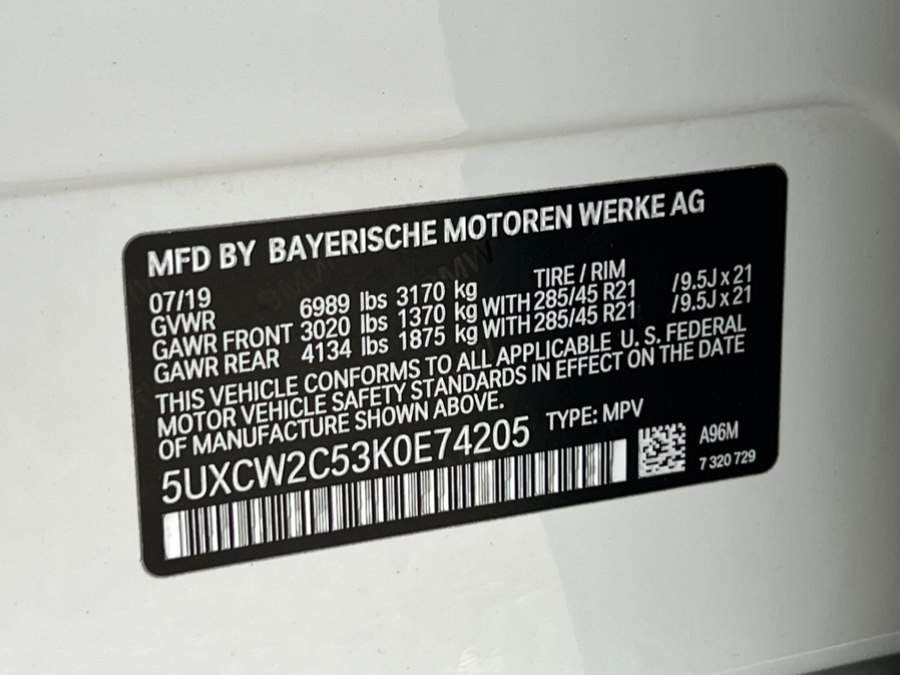 MFD BY BAYERISCHE MOTOREN WERKE AG
07/19 TIRE / RIM
GVWR 6989 lbs 3170 kg
GAWR FRONT 3020 lbs 1370 kg WITH 285/45 R21 /9.5J x 21
GAWR REAR 4134 lbs 1875 kg WITH 285/45 R21 /9.5J x 21
THIS VEHICLE CONFORMS TO ALL APPLICABLE U. S. FEDERAL
MOTOR VEHICLE SAFETY STANDARDS IN EFFECT ON THE DATE
OF MANUFACTURE SHOWN ABOVE.
5UXCW2C53K0E74205 TYPE: MPV
A96M
7 320 729